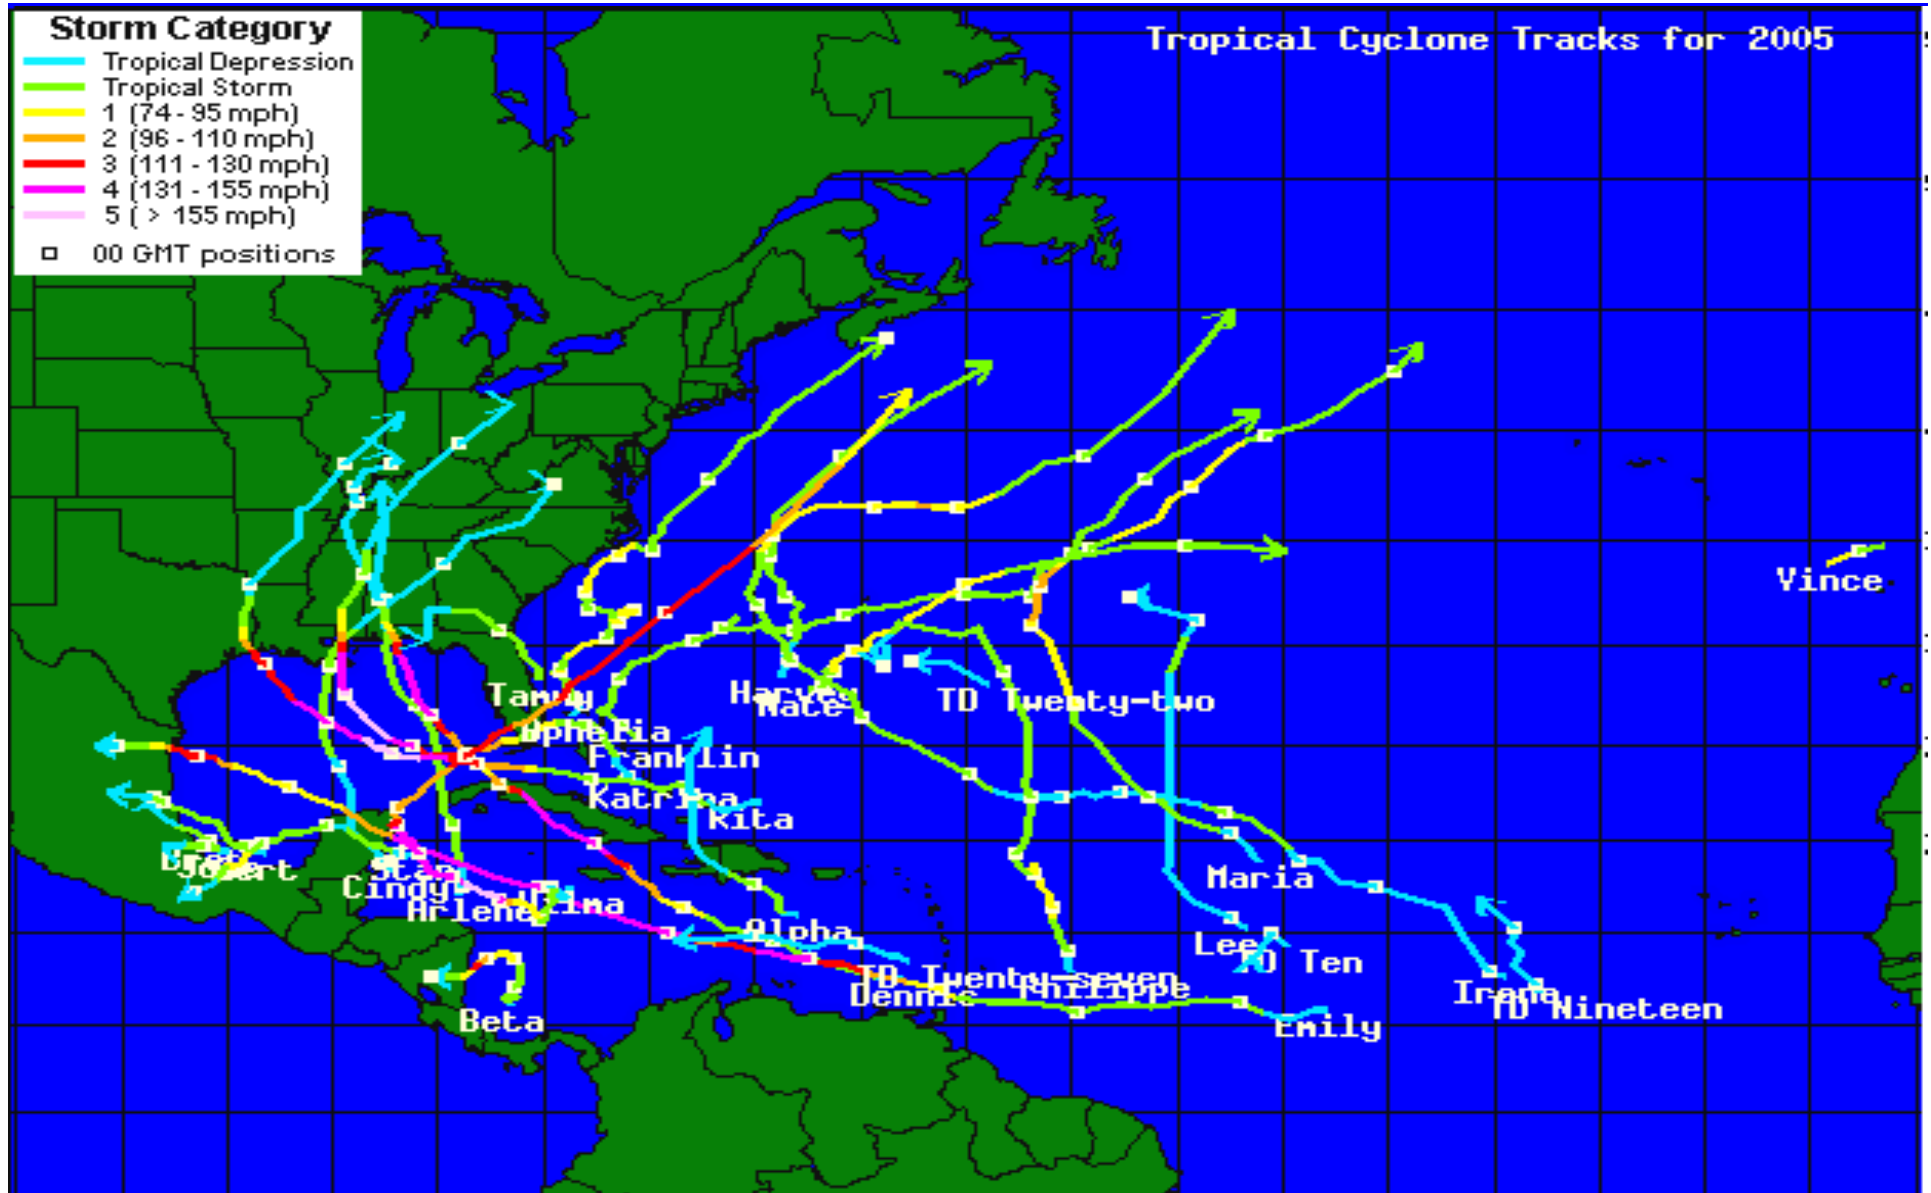 Storm Category
Tropical Depression
Tropical Storm
1 (74 - 95 mph)
2 (96 - 110 mph)
3 (111 - 130 mph)
4 (131 - 155 mph)
5 ( > 155 mph)
00 GMT positions
Tropical Cyclone Tracks for 2005
Vince
Tammy
Harvey
Nate
TD Twenty-two
Ophelia
Franklin
Katrina
Rita
Stan
Cindy
Arlene
Wilma
Maria
Alpha
Lee
TD Ten
TD Twenty-seven
Philippe
Dennis
Irene
TD Nineteen
Beta
Emily